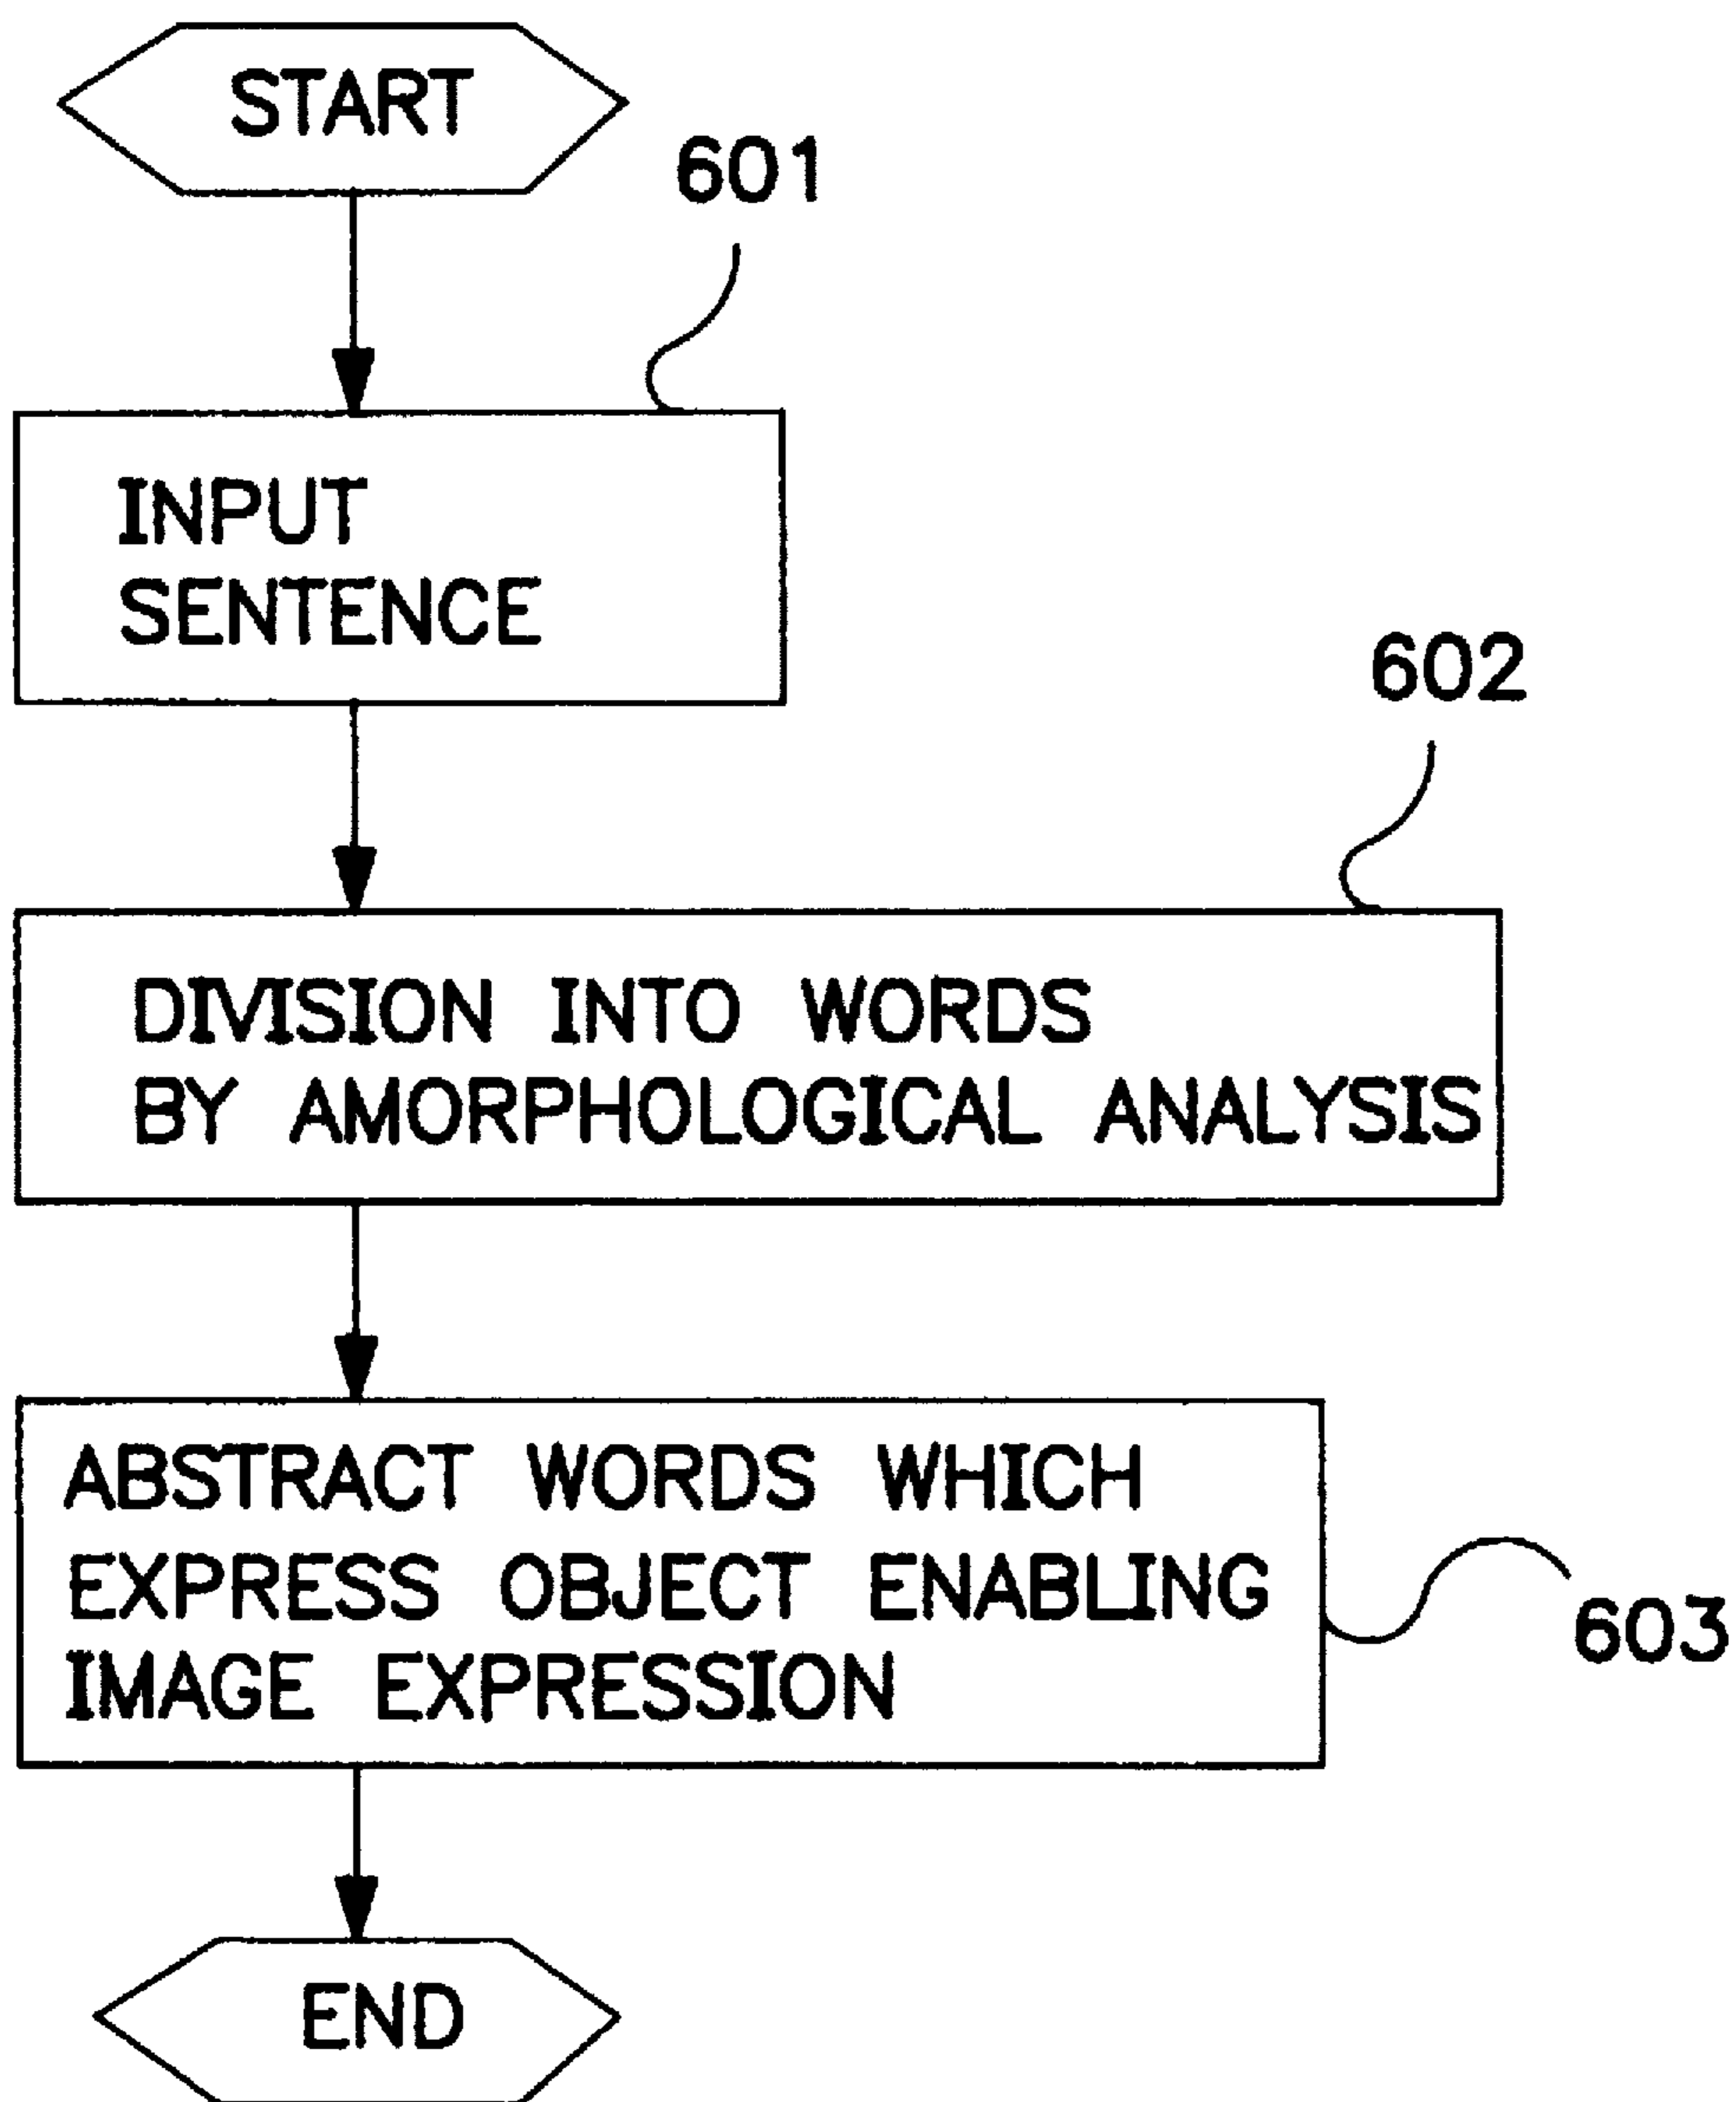 START
601
INPUT
SENTENCE
602
DIVISION INTO WORDS
BY AMORPHOLOGICAL ANALYSIS
ABSTRACT WORDS WHICH
EXPRESS OBJECT ENABLING
IMAGE EXPRESSION
603
END